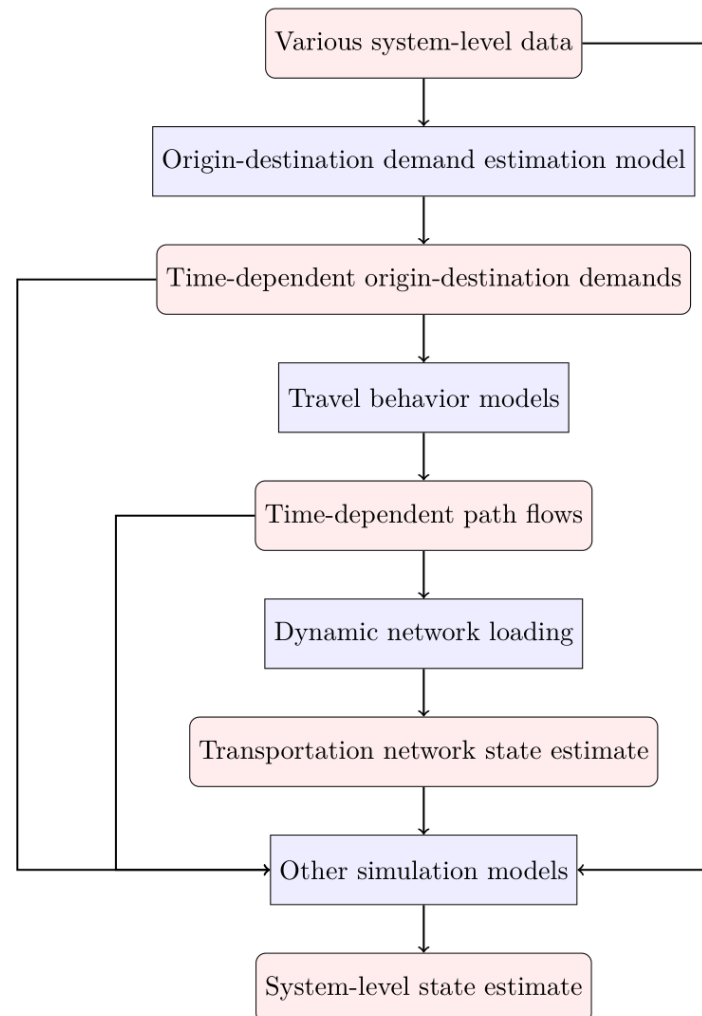 Various system-level data
Origin-destination demand estimation model
Time-dependent origin-destination demands
Travel behavior models
Time-dependent path flows
Dynamic network loading
Transportation network state estimate
Other simulation models
System-level state estimate